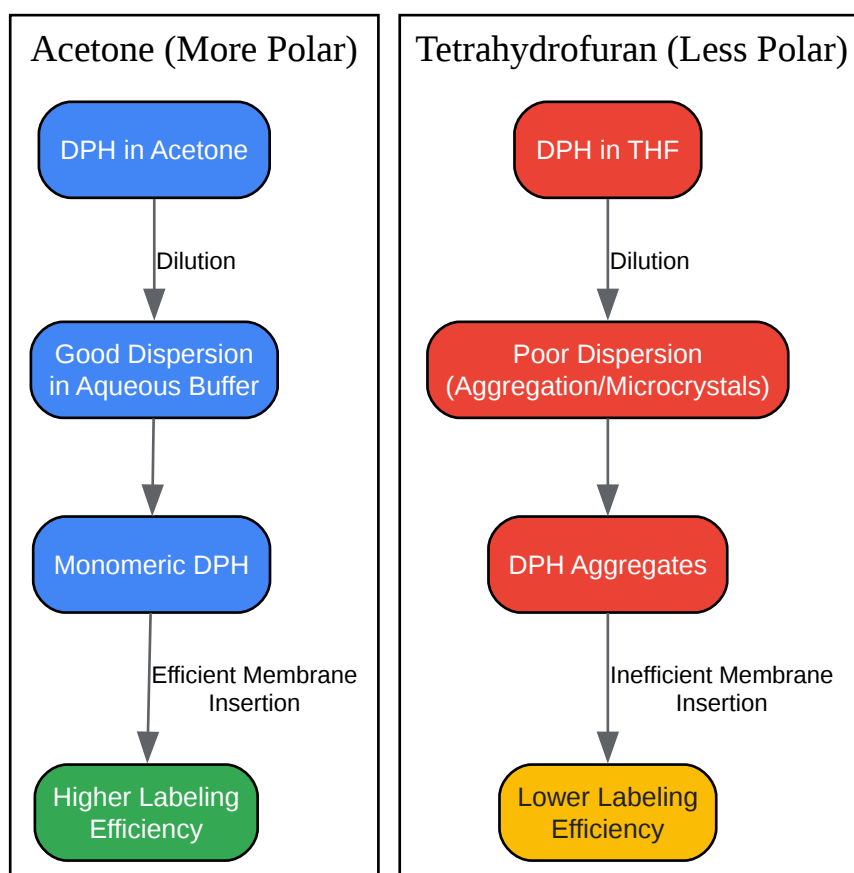 Acetone (More Polar)
DPH in Acetone
Dilution
Good Dispersion
in Aqueous Buffer
Monomeric DPH
Efficient Membrane
Insertion
Higher Labeling
Efficiency
Tetrahydrofuran (Less Polar)
DPH in THF
Dilution
Poor Dispersion
(Aggregation/Microcrystals)
DPH Aggregates
Inefficient Membrane
Insertion
Lower Labeling
Efficiency